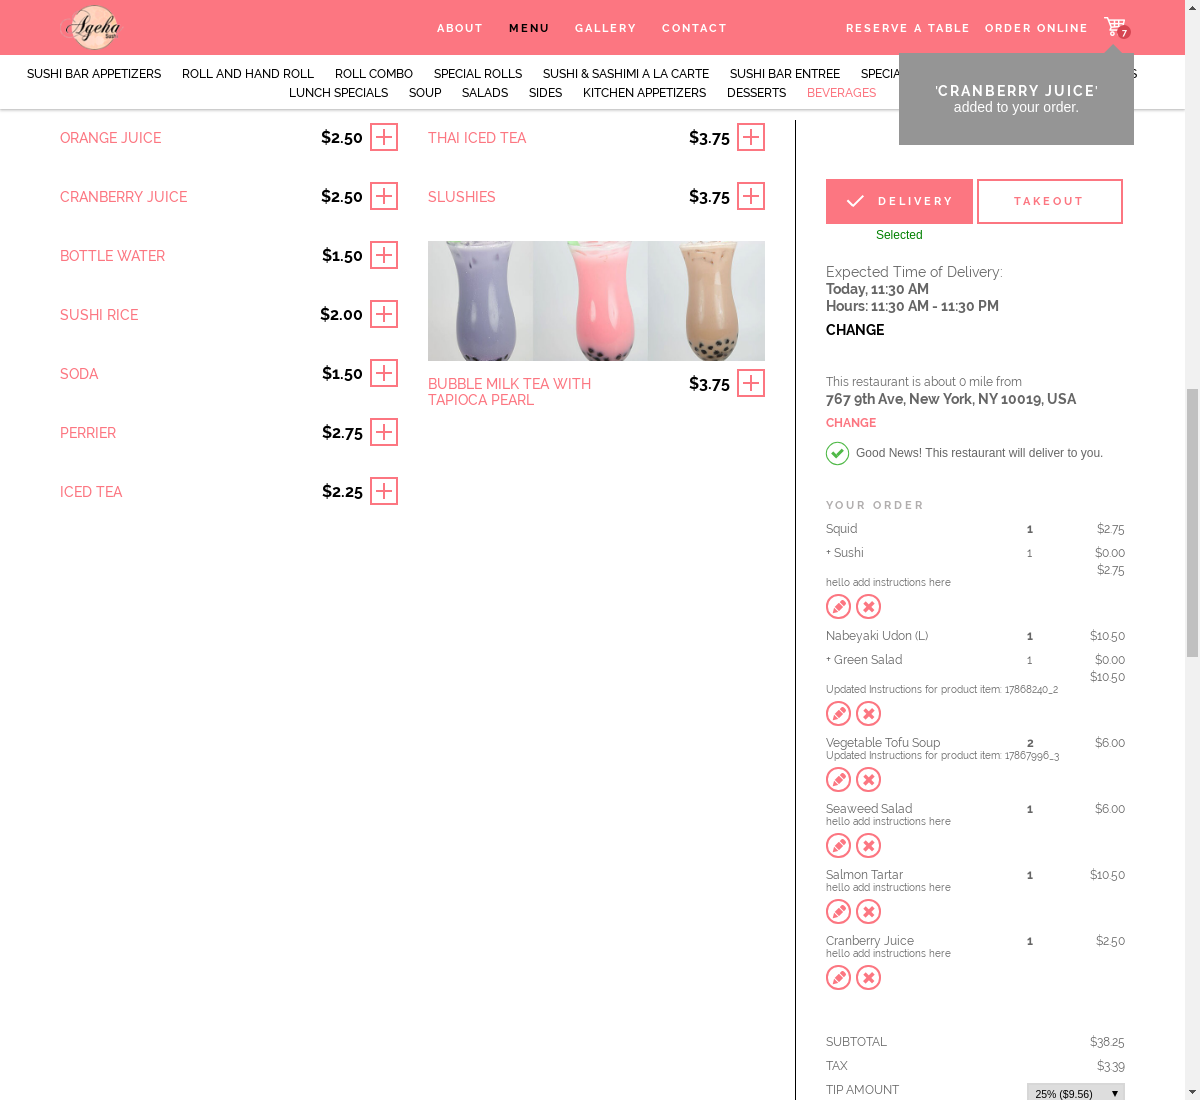 Ageha
ABOUT MENU GALLERY CONTACT RESERVE A TABLE ORDER ONLINE 7
SUSHI BAR APPETIZERS ROLL AND HAND ROLL ROLL COMBO SPECIAL ROLLS SUSHI & SASHIMI A LA CARTE SUSHI BAR ENTREE
LUNCH SPECIALS SOUP SALADS SIDES KITCHEN APPETIZERS DESSERTS BEVERAGES
'CRANBERRY JUICE'
added to your order.
ORANGE JUICE $2.50
CRANBERRY JUICE $2.50
BOTTLE WATER $1.50
SUSHI RICE $2.00
SODA $1.50
PERRIER $2.75
ICED TEA $2.25
THAI ICED TEA $3.75
SLUSHIES $3.75
BUBBLE MILK TEA WITH $3.75
TAPIOCA PEARL
DELIVERY TAKEOUT
Selected
Expected Time of Delivery:
Today, 11:30 AM
Hours: 11:30 AM - 11:30 PM
CHANGE
This restaurant is about 0 mile from
767 9th Ave, New York, NY 10019, USA
CHANGE
Good News! This restaurant will deliver to you.
YOUR ORDER
Squid 1 $2.75
+ Sushi 1 $0.00
$2.75
hello add instructions here
Nabeyaki Udon (L) 1 $10.50
+ Green Salad 1 $0.00
$10.50
Updated Instructions for product item: 17868240_2
Vegetable Tofu Soup 2 $6.00
Updated Instructions for product item: 17867996_3
Seaweed Salad 1 $6.00
hello add instructions here
Salmon Tartar 1 $10.50
hello add instructions here
Cranberry Juice 1 $2.50
hello add instructions here
SUBTOTAL $38.25
TAX $3.39
TIP AMOUNT 25% ($9.56)